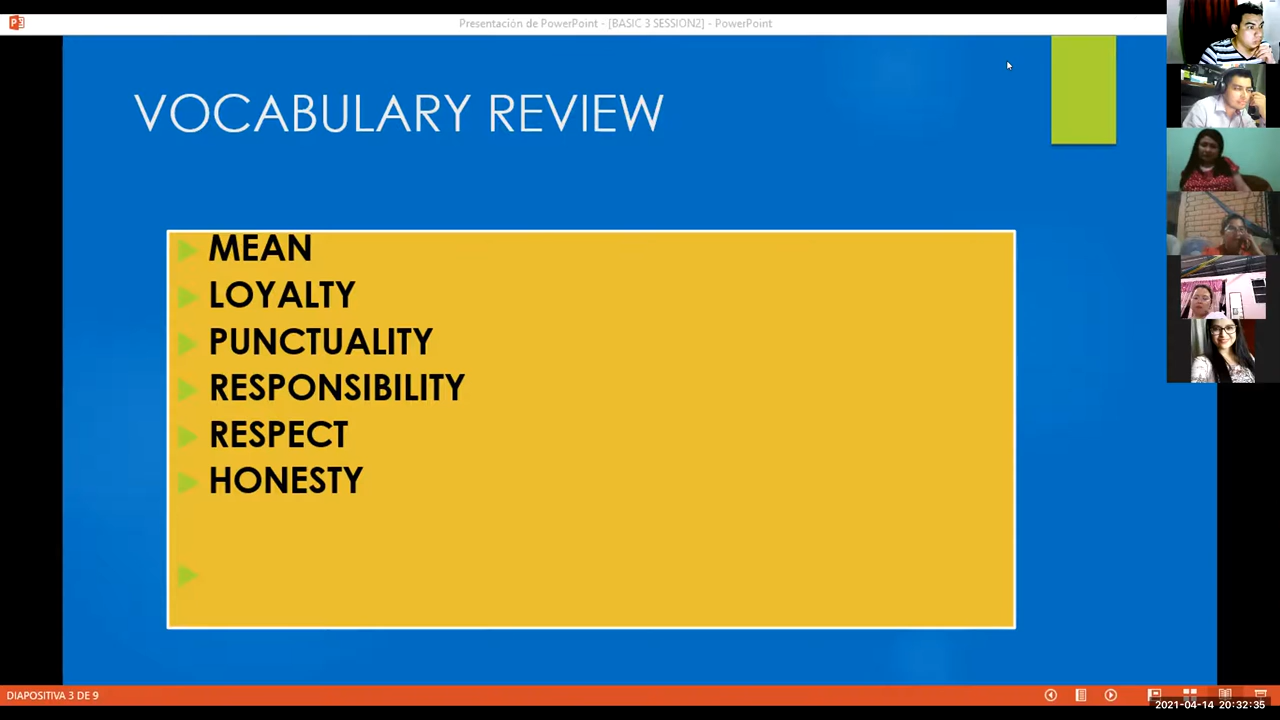 Presentación de PowerPoint - [BASIC 3 SESSION2] - PowerPoint
VOCABULARY REVIEW
MEAN
LOYALTY
PUNCTUALITY
RESPONSIBILITY
RESPECT
HONESTY
DIAPOSITIVA 3 DE 9
2021-04-14 20:32:35